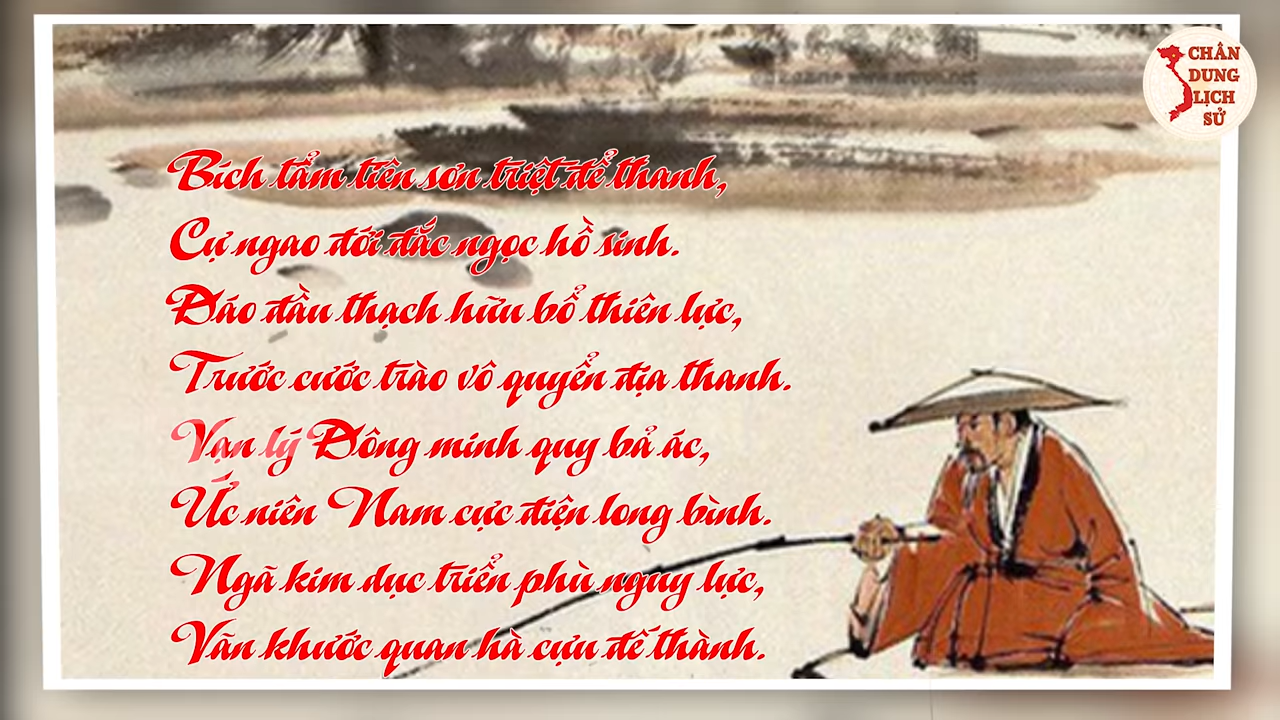 Bích tẩm tiên sơn triệt để thanh,
Cự ngao đới đắc ngọc hồ sinh.
Đáo đầu thạch hữu bổ thiên lực,
Trước cước trào vô quyển địa thanh.
Vạn lý Đông minh quy bả ác,
Ức niên Nam cực điện long bình.
Ngã kim dục triển phù nguy lực,
Vãn khước quan hà cựu đế thành.
CHÂN
DUNG
LỊCH
SỬ